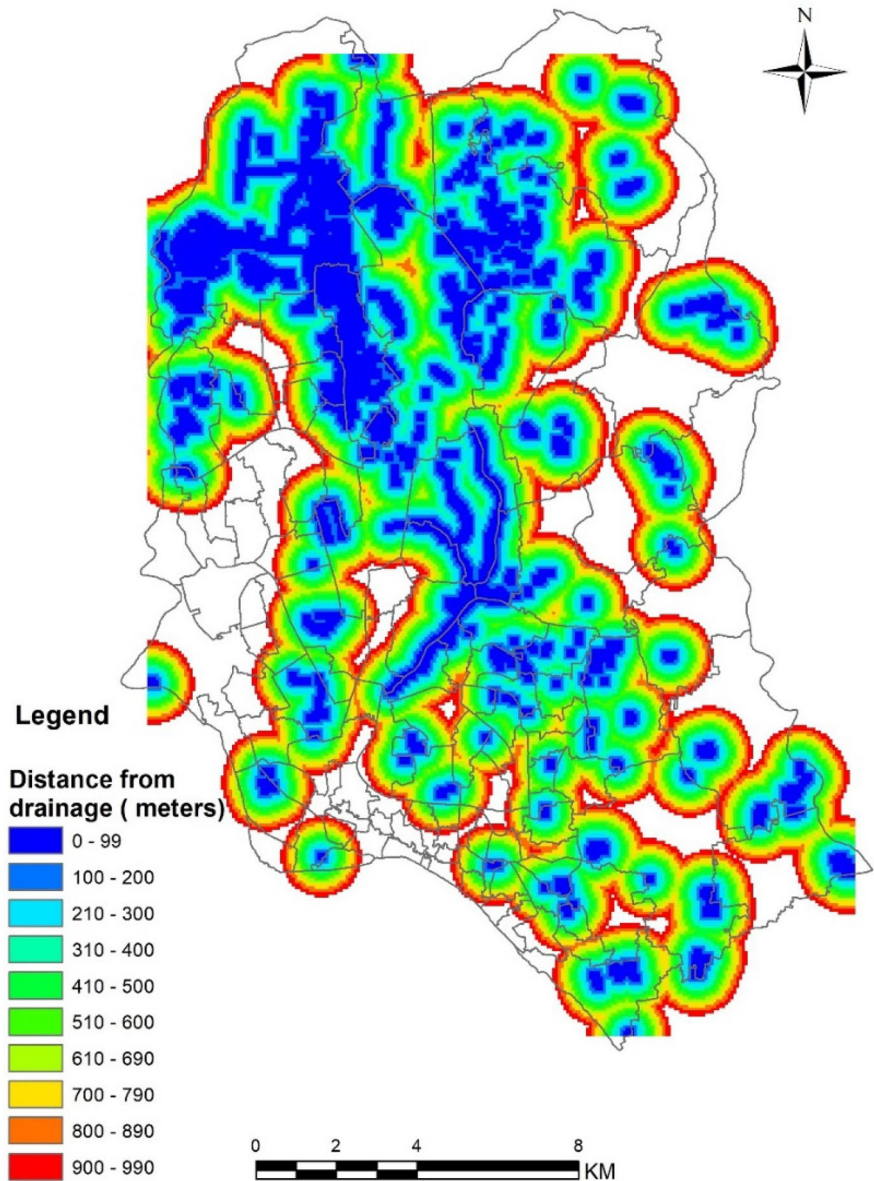 N
Legend
Distance from
drainage ( meters)
0 - 99
100 - 200
210 - 300
310 - 400
410 - 500
510 - 600
610 - 690
700 - 790
800 - 890
900 - 990
0 2 4 8
KM